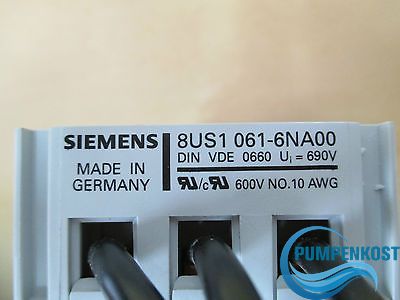 SIEMENS
8US1 061-6NA00
DIN VDE 0660 Ui = 690V
MADE IN
GERMANY
600V NO.10 AWG
PUMPENKOST